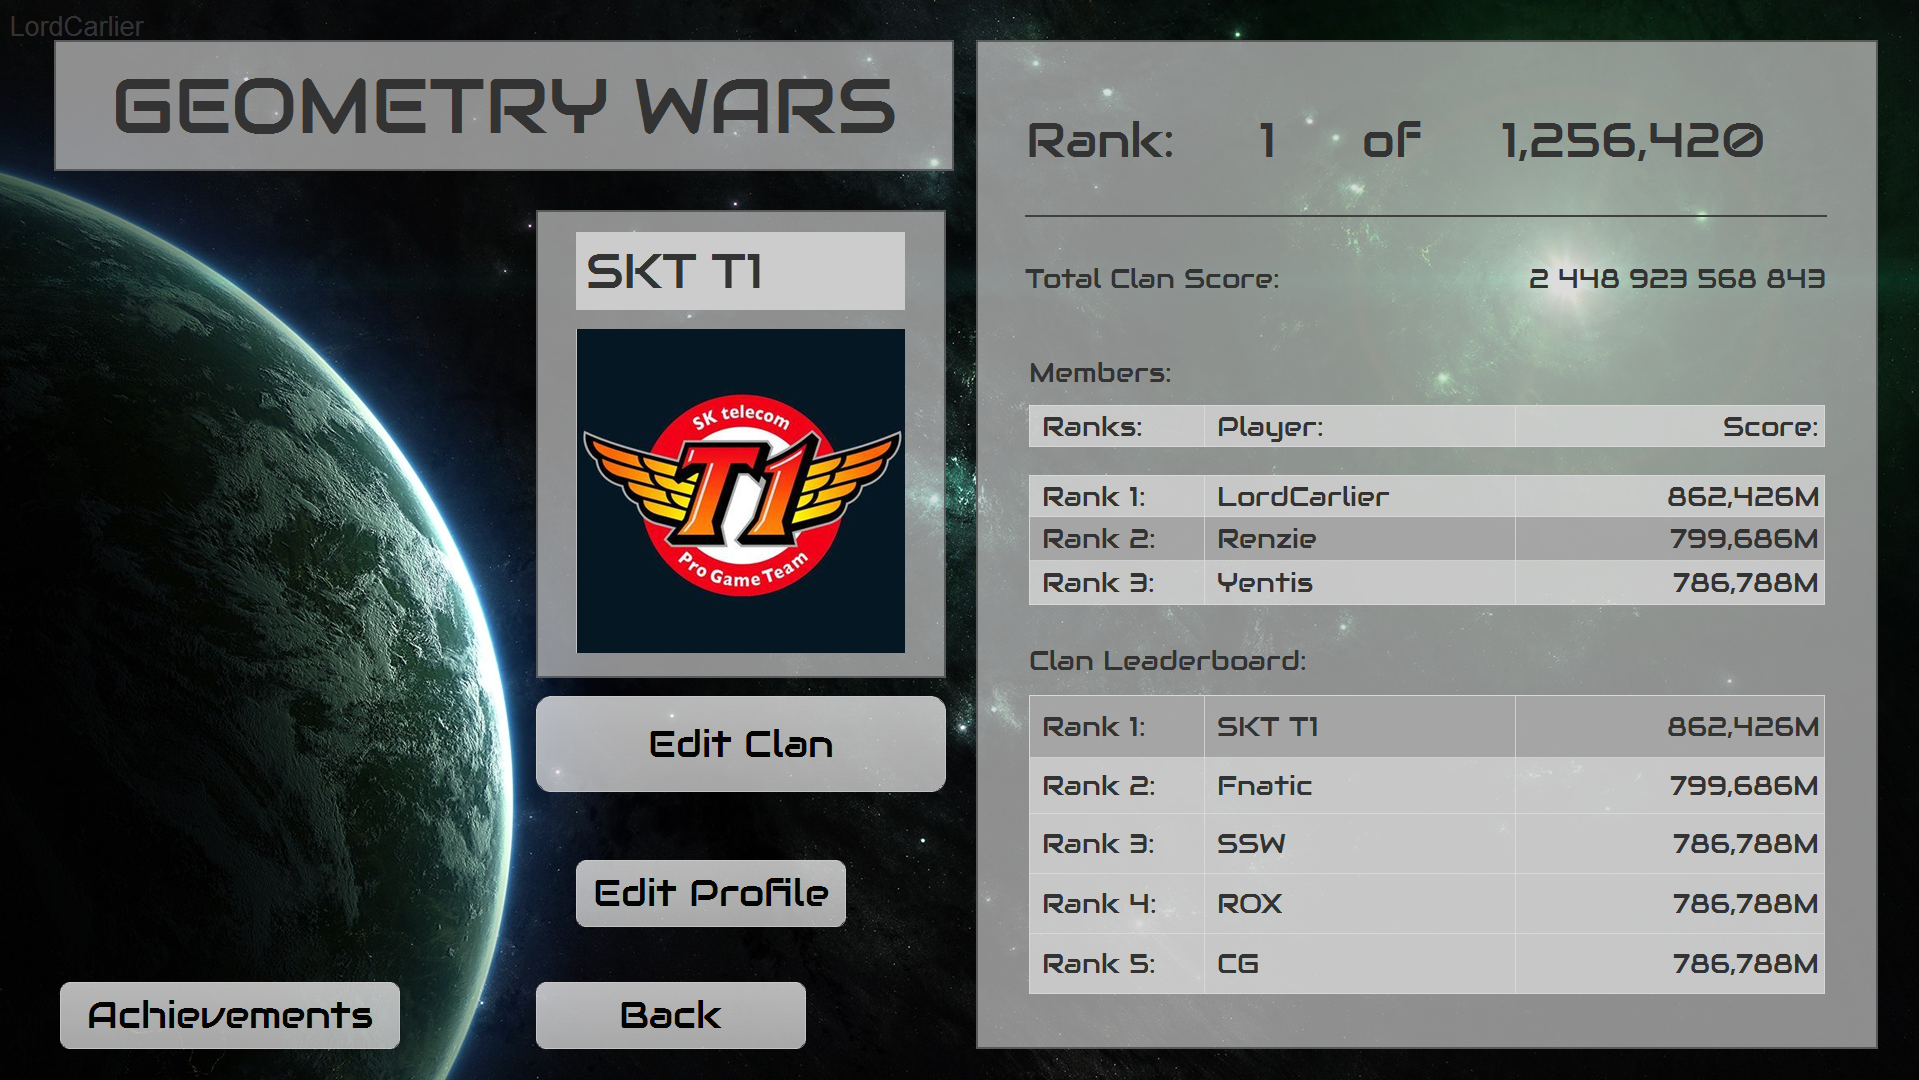 LordCarlier
GEOMETRY WARS
SKT T1
SK telecom
T1
Pro Game Team
Edit Clan
Edit Profile
Achievements
Back
Rank: 1 of 1,256,420
Total Clan Score: 2 448 923 568 843
Members:
Ranks: Player: Score:
Rank 1: LordCarlier 862,426M
Rank 2: Renzie 799,686M
Rank 3: Yentis 786,788M
Clan Leaderboard:
Rank 1: SKT T1 862,426M
Rank 2: Fnatic 799,686M
Rank 3: SSW 786,788M
Rank 4: ROX 786,788M
Rank 5: CG 786,788M